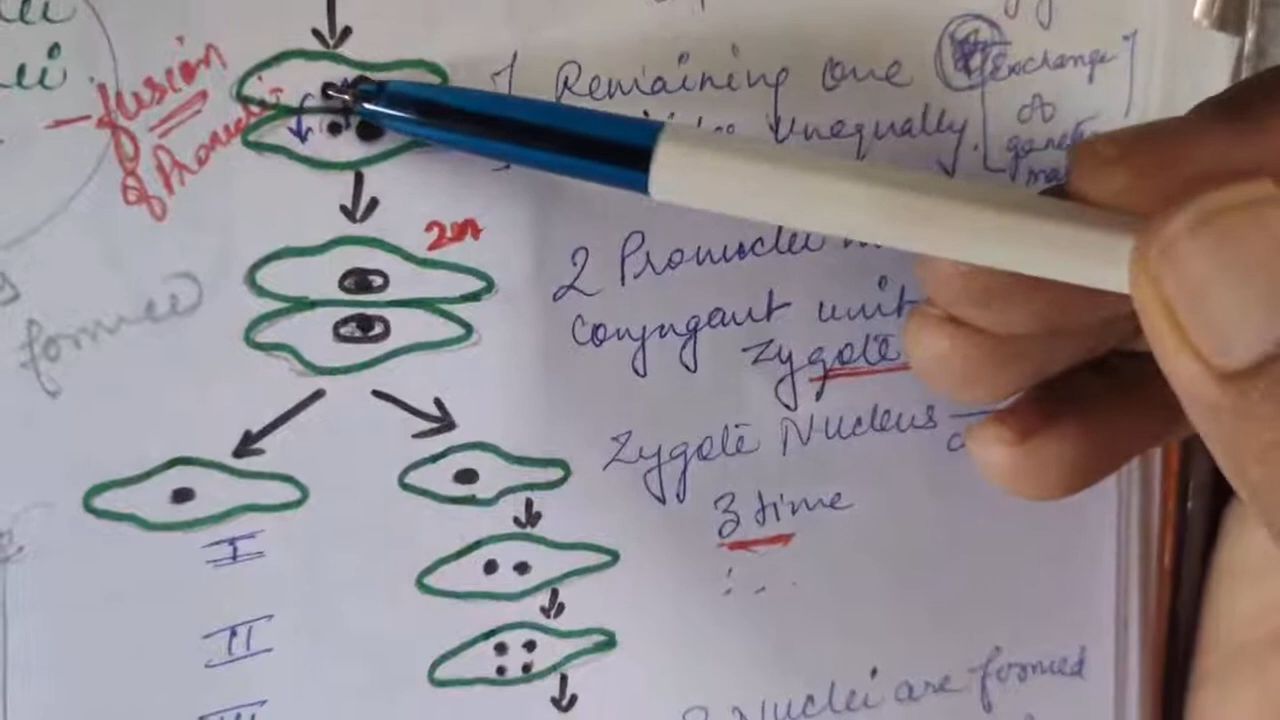 fusion
of Pronuclei
Remaining one
Unequally.
Exchange
of
2n
2 Pronuclei
Conjugant unit
Zygote
formed
Zygote Nucleus
3 time
I
II
III
Nuclei are formed